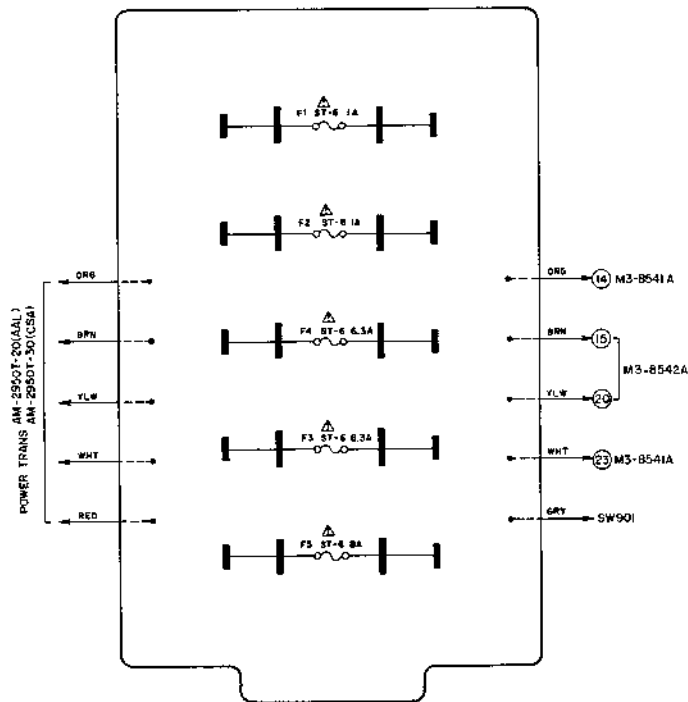 F1 ST-6 1A
F2 ST-6 1A
ORG
ORG
14 M3-8541A
BRN
F4 ST-6 6.3A
BRN
15
M3-8542A
YLW
YLW
20
POWER TRANS AM-2950T-20(AAL)
AM-2950T-30(CSA)
WHT
F3 ST-6 6.3A
WHT
23 M3-8541A
RED
GRY
SW901
F5 ST-6 8A